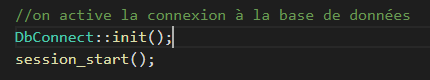 //on active la connexion à la base de données
DbConnect::init();
session_start();